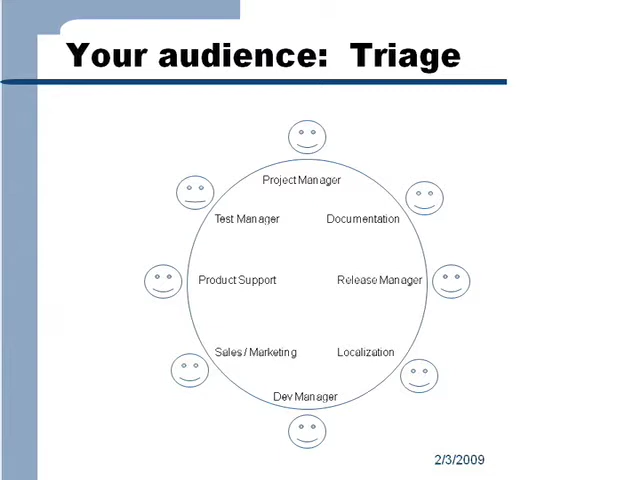 Your audience: Triage
Project Manager
Test Manager
Documentation
Product Support
Release Manager
Sales / Marketing
Localization
Dev Manager
2/3/2009